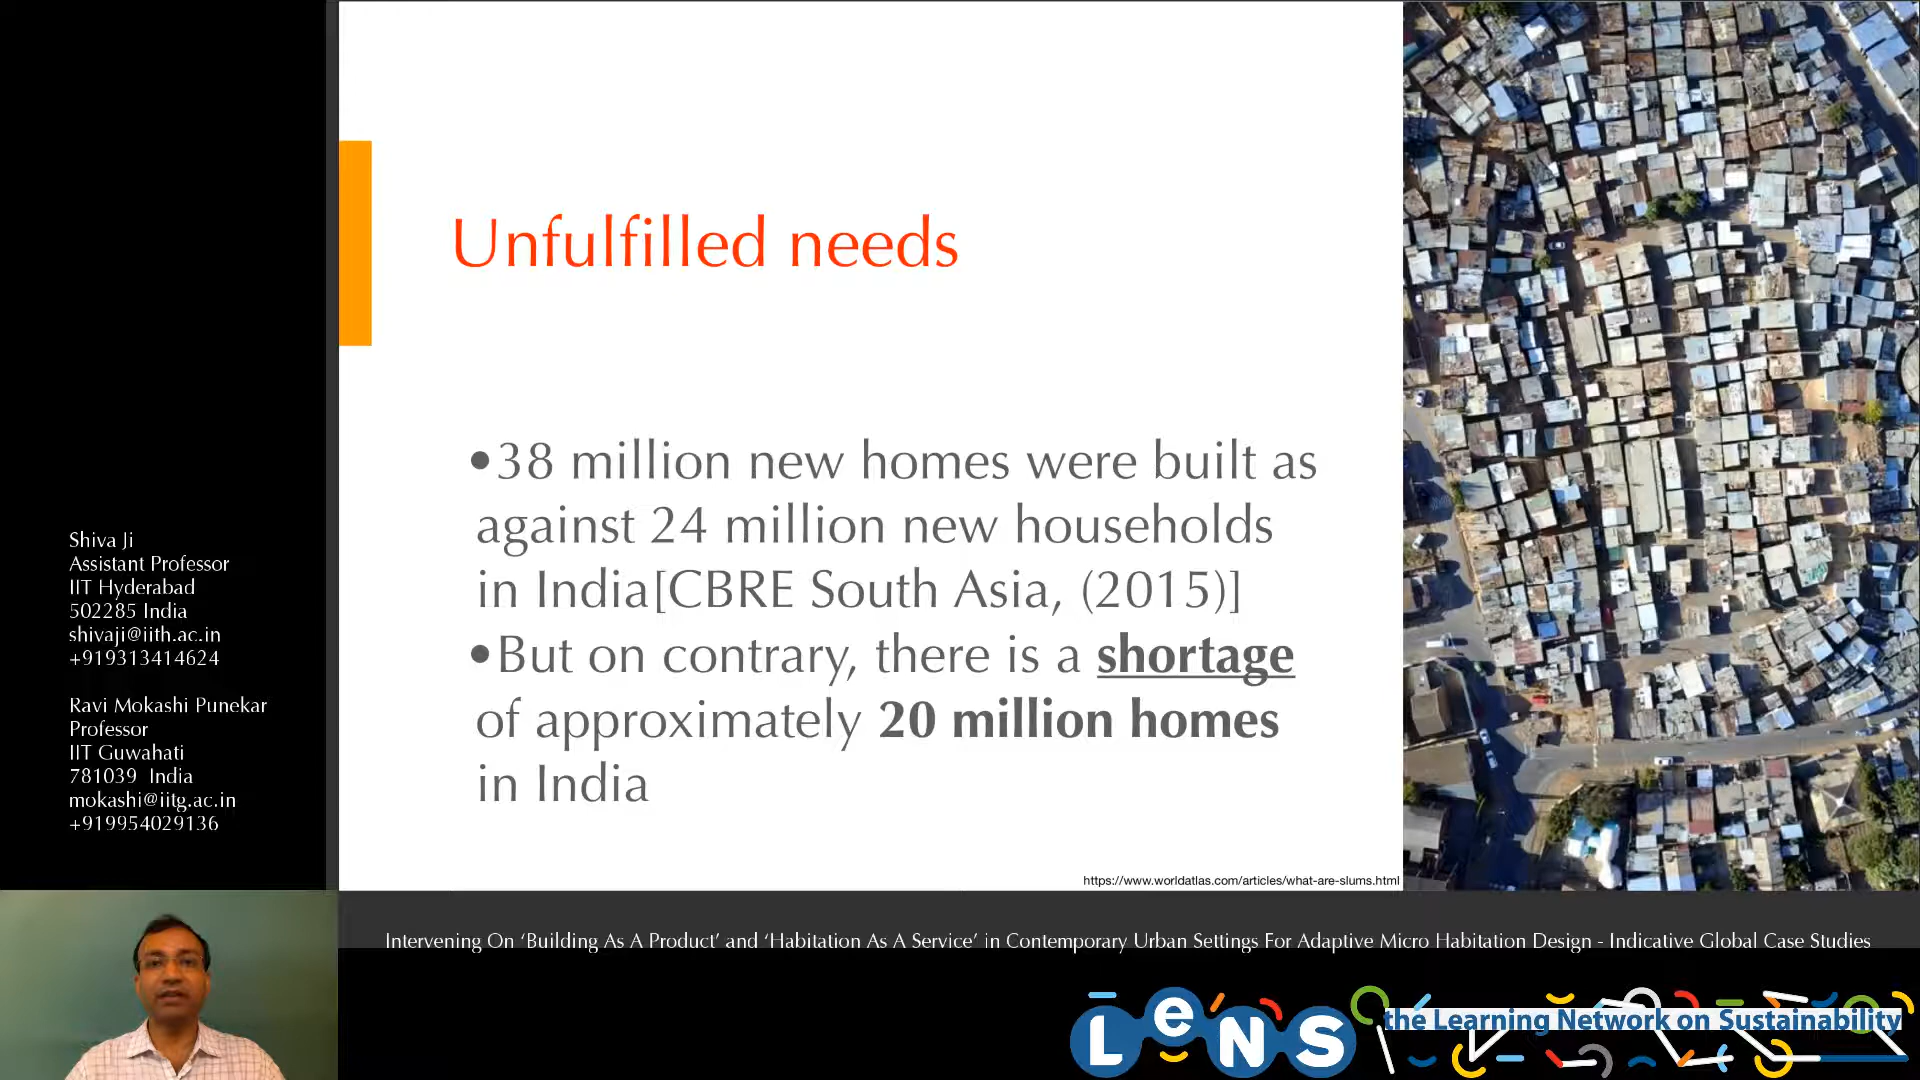 Unfulfilled needs
•38 million new homes were built as
against 24 million new households
in India[CBRE South Asia, (2015)]
•But on contrary, there is a shortage
of approximately 20 million homes
in India
https://www.worldatlas.com/articles/what-are-slums.html
Shiva Ji
Assistant Professor
IIT Hyderabad
502285 India
shivaji@iith.ac.in
+919313414624
Ravi Mokashi Punekar
Professor
IIT Guwahati
781039 India
mokashi@iitg.ac.in
+919954029136
Intervening On ‘Building As A Product’ and ‘Habitation As A Service’ in Contemporary Urban Settings For Adaptive Micro Habitation Design - Indicative Global Case Studies
LeNS
the Learning Network on Sustainability